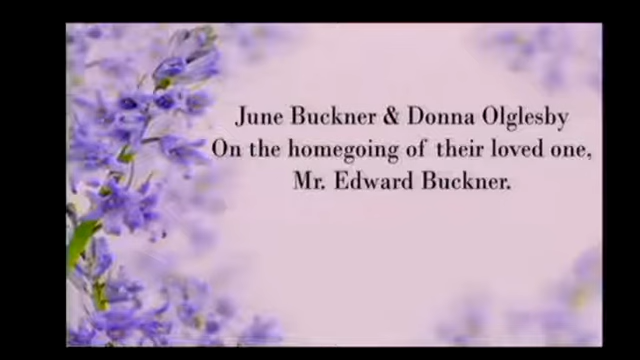 June Buckner & Donna Olglesby
On the homegoing of their loved one,
Mr. Edward Buckner.